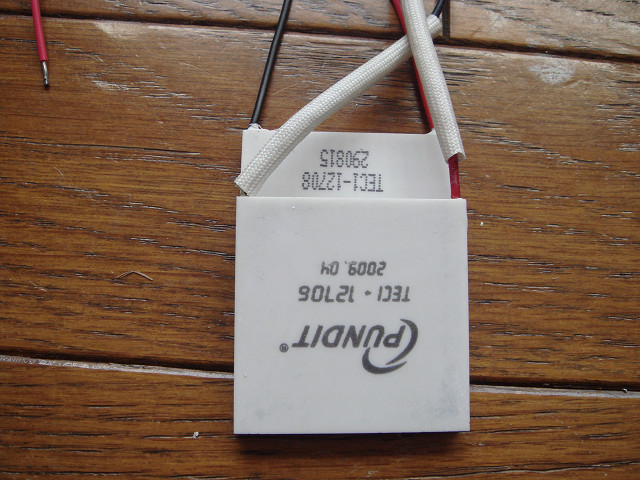 PUNDIT®
TEC1 - 12706
2009. 04
TEC1-12708
290815